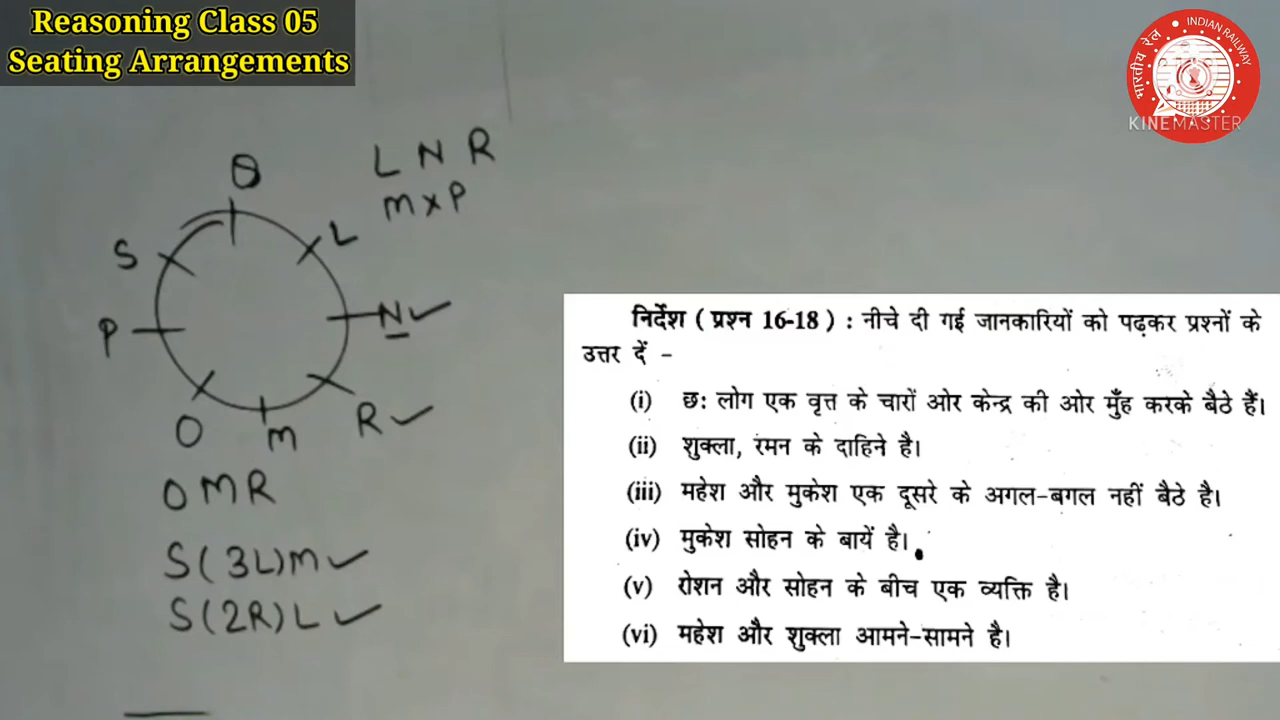 Reasoning Class 05
Seating Arrangements
भारतीय रेल • INDIAN RAILWAY
KINEMASTER
Q
L N R
M x P
S
L
P
N ✓
O
M
R ✓
O M R
S(3L)M ✓
S(2R)L ✓
निर्देश ( प्रश्न 16-18 ) : नीचे दी गई जानकारियों को पढ़कर प्रश्नों के
उत्तर दें –
(i) छः लोग एक वृत्त के चारों ओर केन्द्र की ओर मुँह करके बैठे हैं।
(ii) शुक्ला, रमन के दाहिने है।
(iii) महेश और मुकेश एक दूसरे के अगल-बगल नहीं बैठे है।
(iv) मुकेश सोहन के बायें है।
(v) रोशन और सोहन के बीच एक व्यक्ति है।
(vi) महेश और शुक्ला आमने-सामने है।